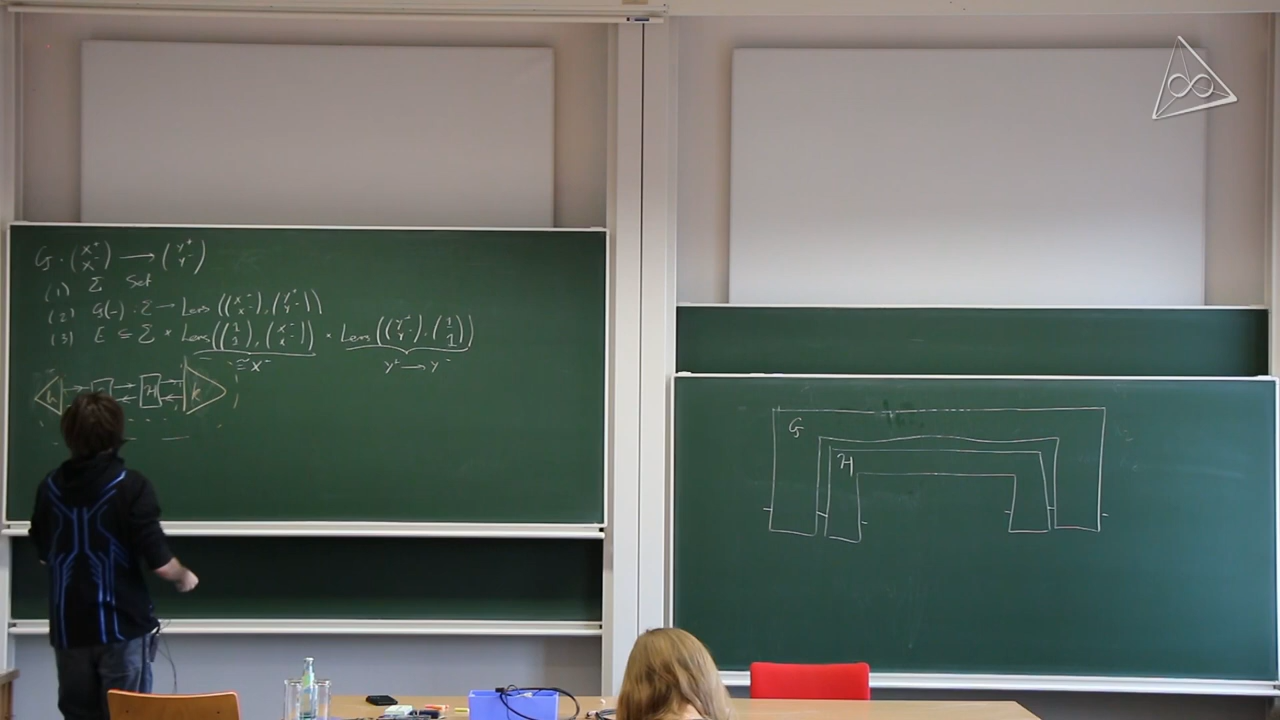 G : (X⁺ X⁻) → (Y⁺ Y⁻)
(1) Σ Set
(2) G(-) : Σ → Lens ((X⁺ X⁻), (Y⁺ Y⁻))
(3) E ⊆ Σ × Lens((1 1), (X⁺ X⁻)) × Lens((Y⁺ Y⁻), (1 1))
≅ X⁺ Y⁺ → Y⁻
h H k
G
H